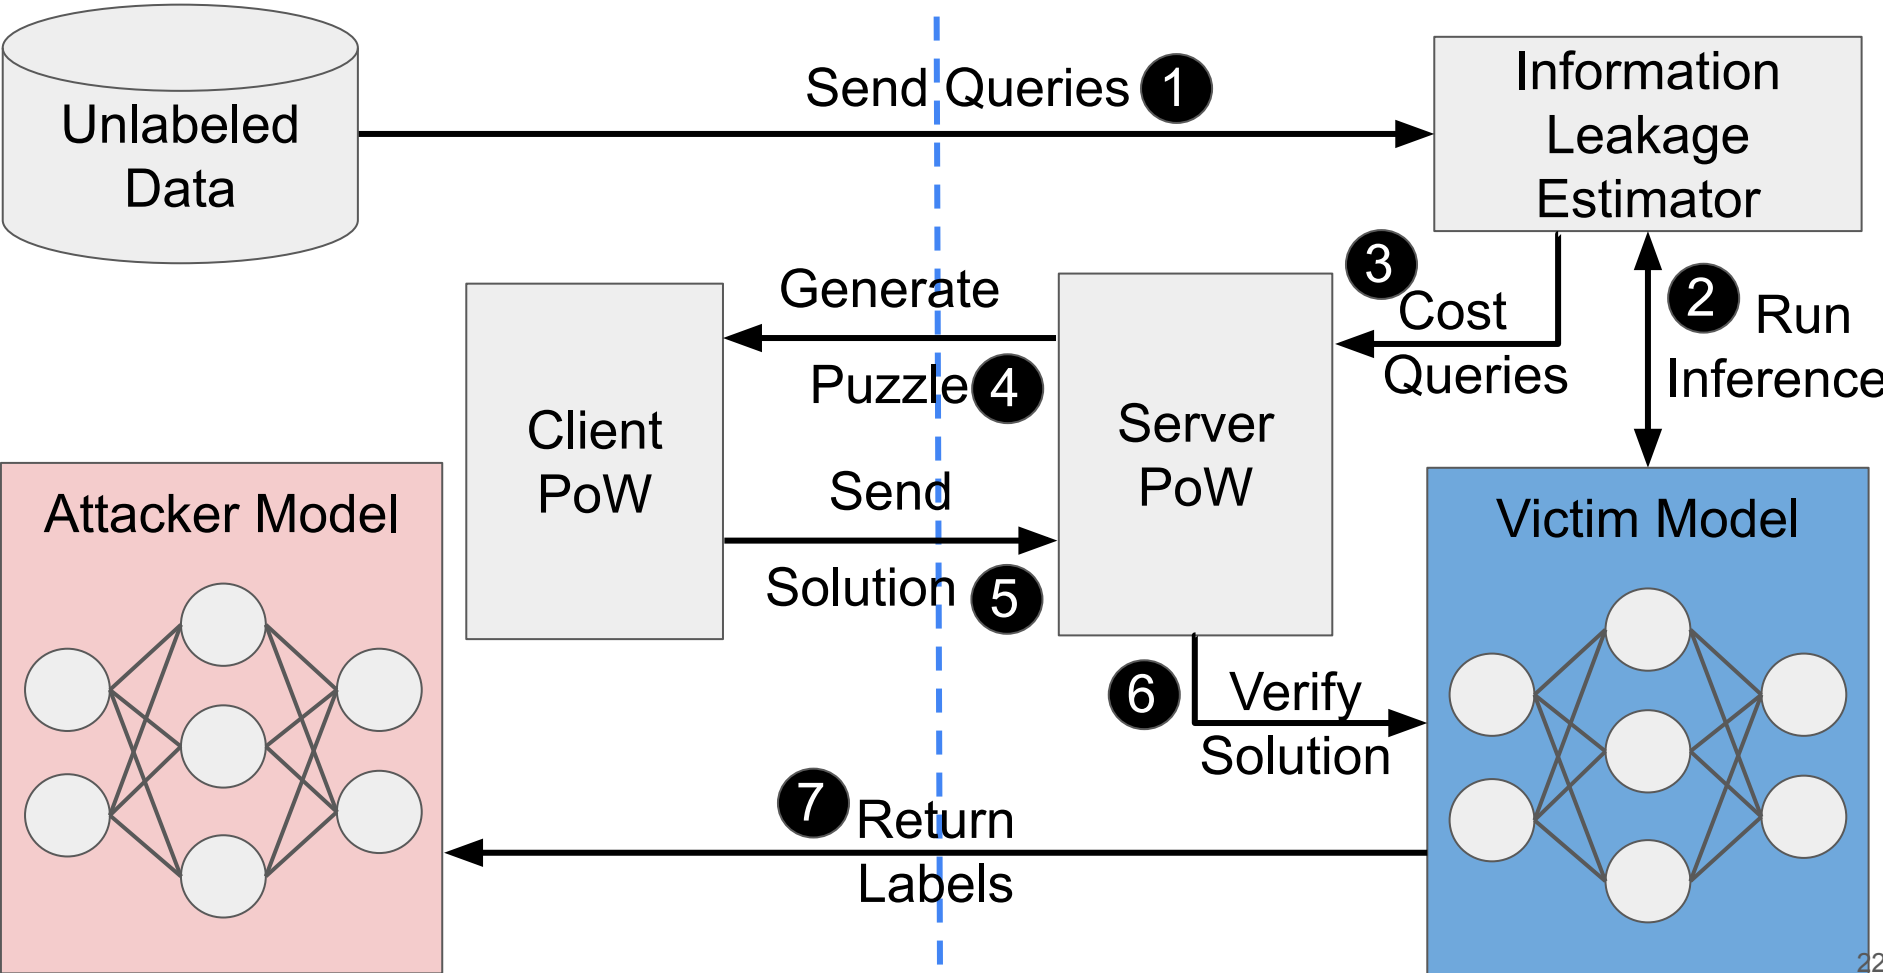 Unlabeled
Data
Send Queries 1
Information
Leakage
Estimator
3
Cost
Queries
2 Run
Inference
Generate
Puzzle 4
Client
PoW
Server
PoW
Send
Solution 5
Attacker Model
Victim Model
6 Verify
Solution
7 Return
Labels
22